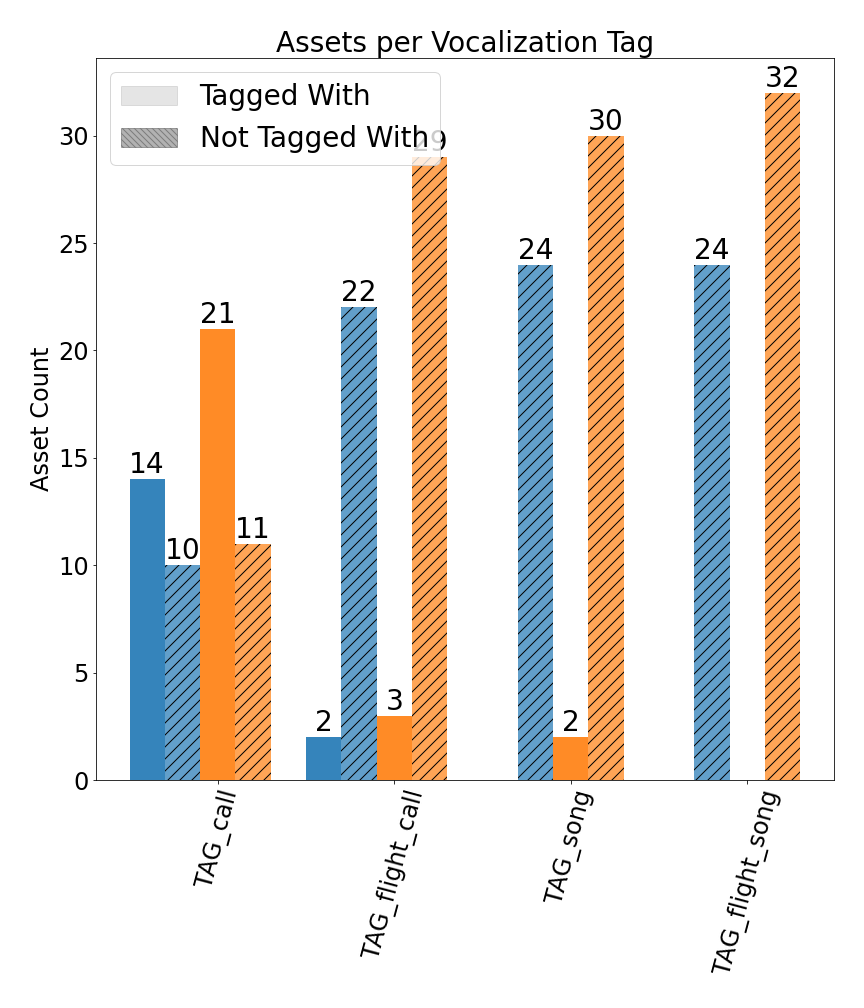 Assets per Vocalization Tag
Tagged With
Not Tagged With
Asset Count
30
25
20
15
10
5
0
14
10
21
11
2
22
3
29
24
2
30
24
32
TAG_call
TAG_flight_call
TAG_song
TAG_flight_song